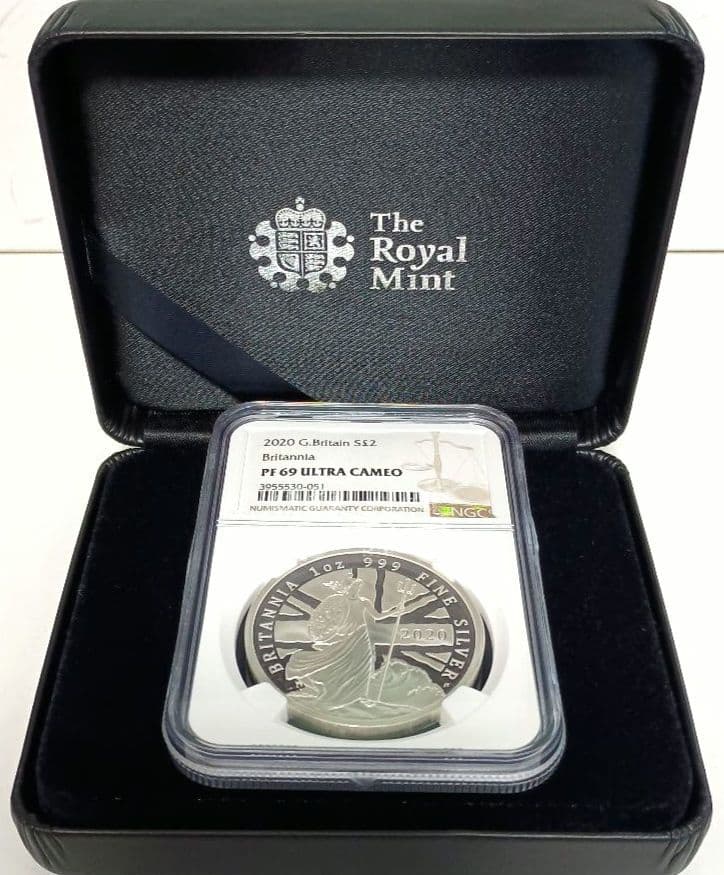 The
Royal
Mint
2020 G.Britain S£2
Britannia
PF 69 ULTRA CAMEO
3955530-051
NUMISMATIC GUARANTY CORPORATION NGC
BRITANNIA 1oz 999 FINE SILVER
2020